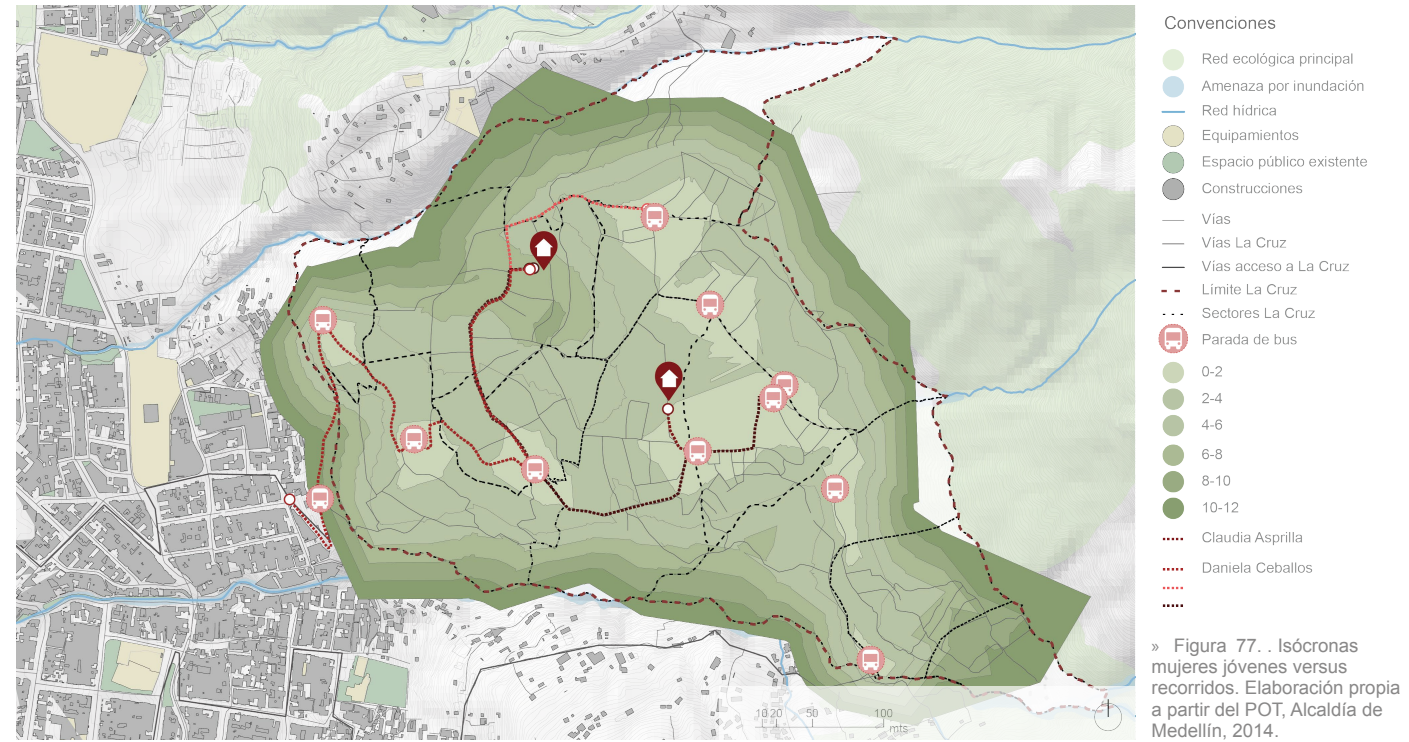 Convenciones
Red ecológica principal
Amenaza por inundación
Red hídrica
Equipamientos
Espacio público existente
Construcciones
Vías
Vías La Cruz
Vías acceso a La Cruz
Límite La Cruz
Sectores La Cruz
Parada de bus
0-2
2-4
4-6
6-8
8-10
10-12
Claudia Asprilla
Daniela Ceballos
» Figura 77. . Isócronas
mujeres jóvenes versus
recorridos. Elaboración propia
a partir del POT, Alcaldía de
Medellín, 2014.
10 20 50 100
mts